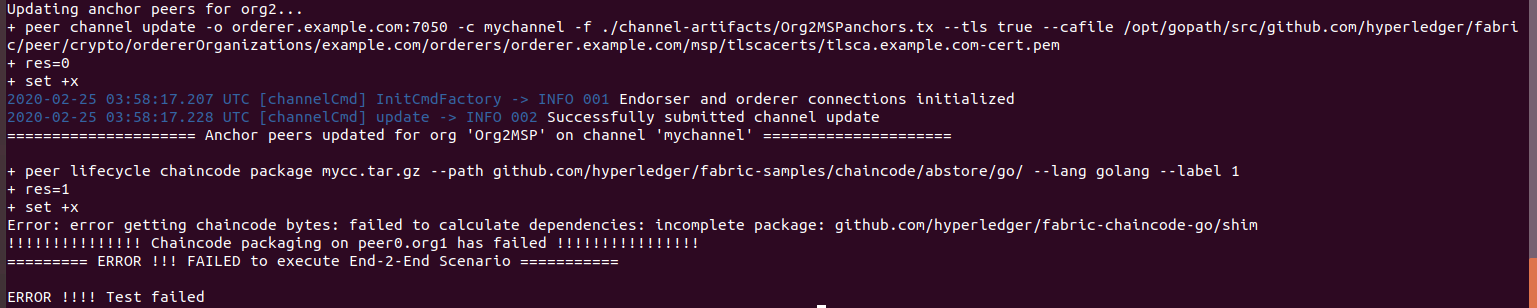 Updating anchor peers for org2...
+ peer channel update -o orderer.example.com:7050 -c mychannel -f ./channel-artifacts/Org2MSPanchors.tx --tls true --cafile /opt/gopath/src/github.com/hyperledger/fabri
c/peer/crypto/ordererOrganizations/example.com/orderers/orderer.example.com/msp/tlscacerts/tlsca.example.com-cert.pem
+ res=0
+ set +x
2020-02-25 03:58:17.207 UTC [channelCmd] InitCmdFactory -> INFO 001 Endorser and orderer connections initialized
2020-02-25 03:58:17.228 UTC [channelCmd] update -> INFO 002 Successfully submitted channel update
===================== Anchor peers updated for org 'Org2MSP' on channel 'mychannel' =====================
+ peer lifecycle chaincode package mycc.tar.gz --path github.com/hyperledger/fabric-samples/chaincode/abstore/go/ --lang golang --label 1
+ res=1
+ set +x
Error: error getting chaincode bytes: failed to calculate dependencies: incomplete package: github.com/hyperledger/fabric-chaincode-go/shim
!!!!!!!!!!!!!!! Chaincode packaging on peer0.org1 has failed !!!!!!!!!!!!!!!!
========= ERROR !!! FAILED to execute End-2-End Scenario ===========
ERROR !!!! Test failed